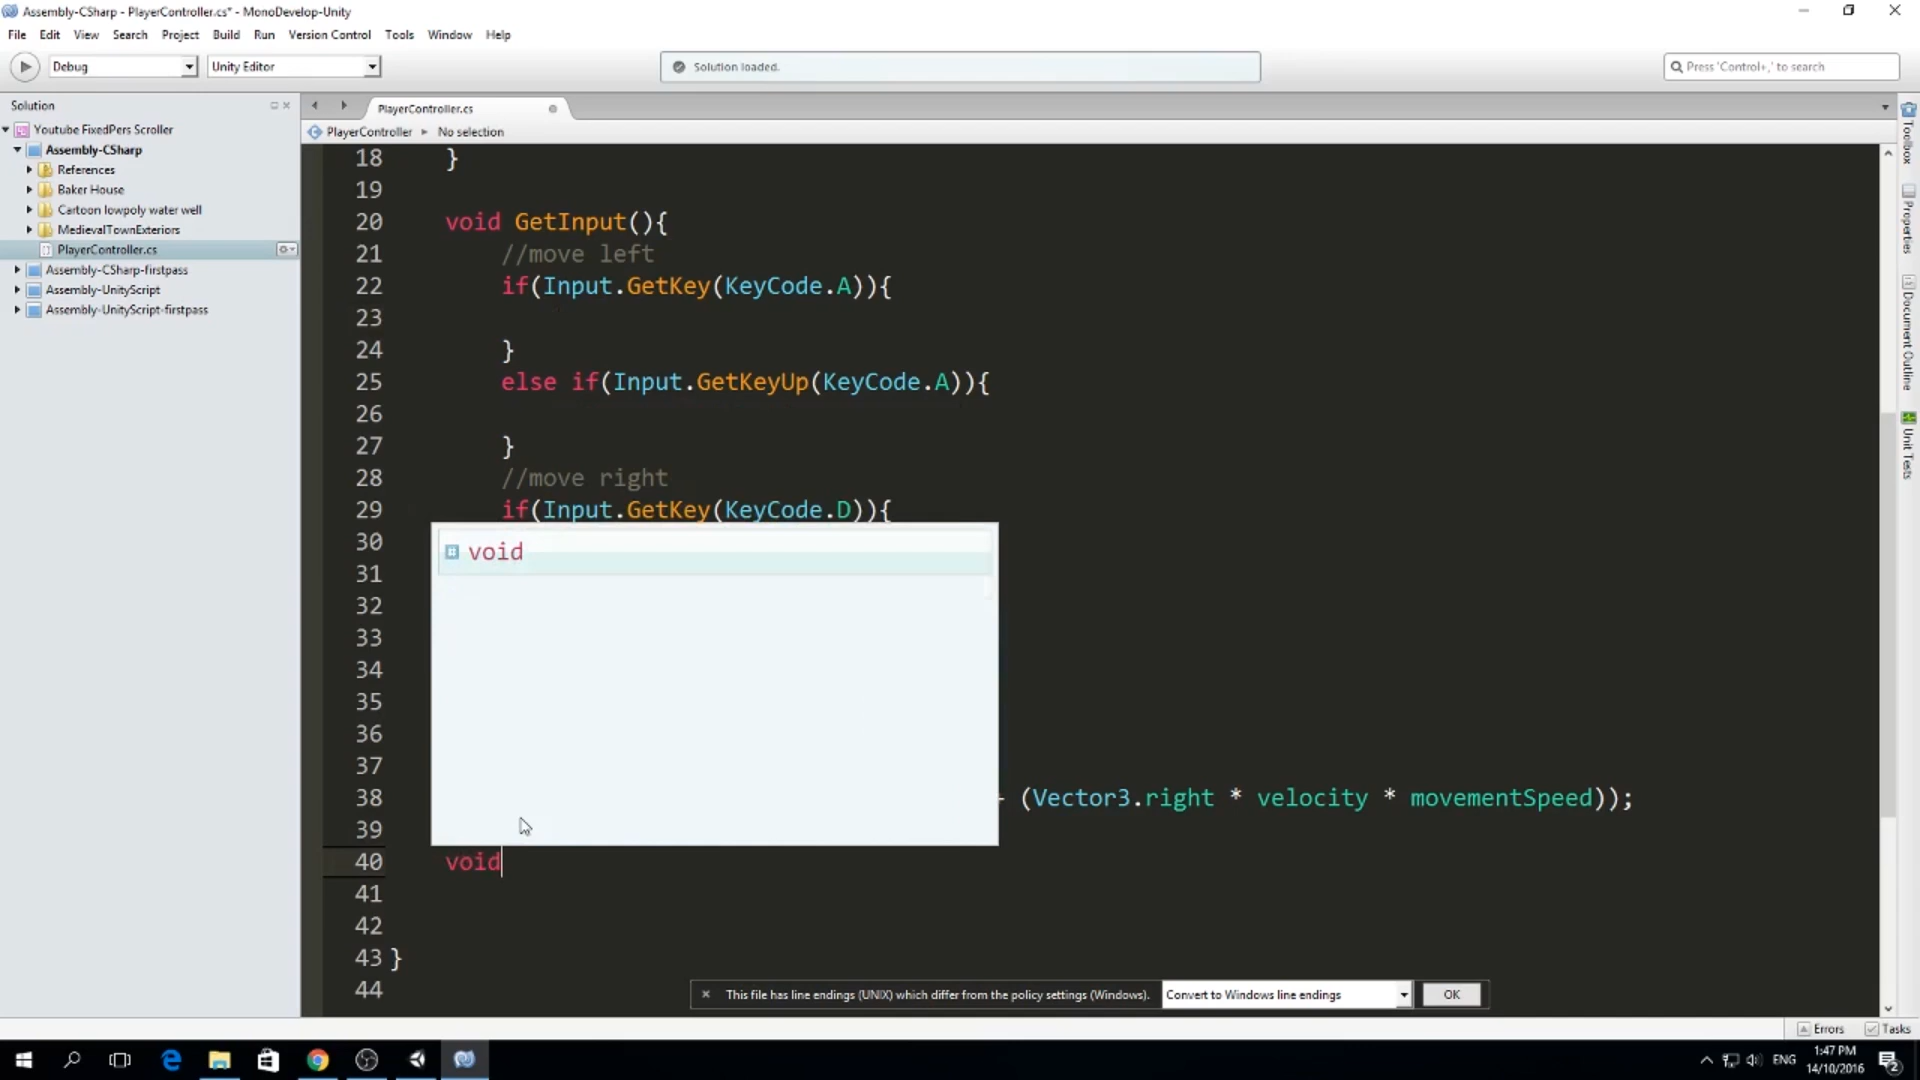 Assembly-CSharp - PlayerController.cs* - MonoDevelop-Unity
File Edit View Search Project Build Run Version Control Tools Window Help
Debug Unity Editor Solution loaded. Press 'Control+,' to search
Solution
PlayerController.cs
Youtube FixedPers Scroller
PlayerController No selection
Assembly-CSharp
References
Baker House
Cartoon lowpoly water well
MedievalTownExteriors
PlayerController.cs
Assembly-CSharp-firstpass
Assembly-UnityScript
Assembly-UnityScript-firstpass
18 }
19
20 void GetInput(){
21 //move left
22 if(Input.GetKey(KeyCode.A)){
23
24 }
25 else if(Input.GetKeyUp(KeyCode.A)){
26
27 }
28 //move right
29 if(Input.GetKey(KeyCode.D)){
30 void
31
32
33
34
35
36
37
38 (Vector3.right * velocity * movementSpeed));
39
40 void
41
42
43 }
44
This file has line endings (UNIX) which differ from the policy settings (Windows). Convert to Windows line endings OK
Toolbox
Properties
Document Outline
Unit Tests
Errors Tasks
ENG
1:47 PM
14/10/2016
2